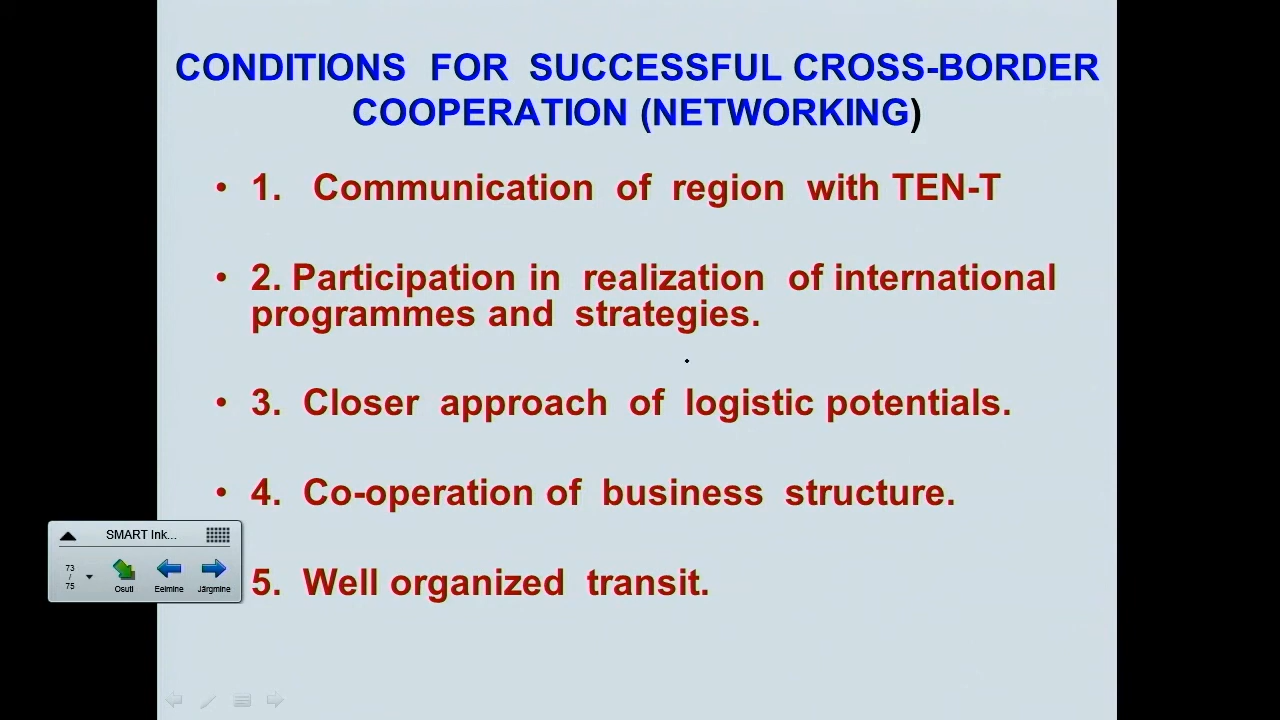 CONDITIONS FOR SUCCESSFUL CROSS-BORDER
COOPERATION (NETWORKING)
• 1. Communication of region with TEN-T
• 2. Participation in realization of international
programmes and strategies.
• 3. Closer approach of logistic potentials.
• 4. Co-operation of business structure.
5. Well organized transit.
SMART Ink...
73
/
75
Osuti Eelmine Järgmine